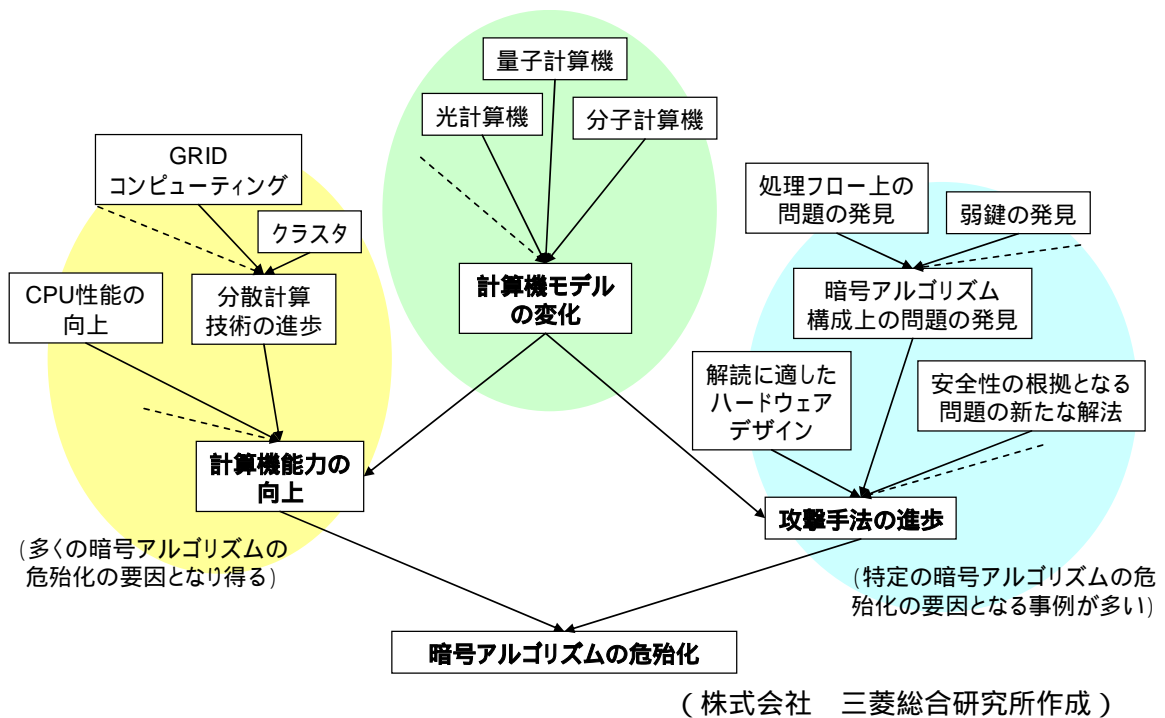 量子計算機
光計算機
分子計算機
GRID
コンピューティング
クラスタ
CPU性能の
向上
分散計算
技術の進歩
計算機モデル
の変化
処理フロー上の
問題の発見
弱鍵の発見
暗号アルゴリズム
構成上の問題の発見
解読に適した
ハードウェア
デザイン
安全性の根拠となる
問題の新たな解法
計算機能力の
向上
攻撃手法の進歩
(多くの暗号アルゴリズムの
危殆化の要因となり得る)
(特定の暗号アルゴリズムの危
殆化の要因となる事例が多い)
暗号アルゴリズムの危殆化
(株式会社 三菱総合研究所作成)